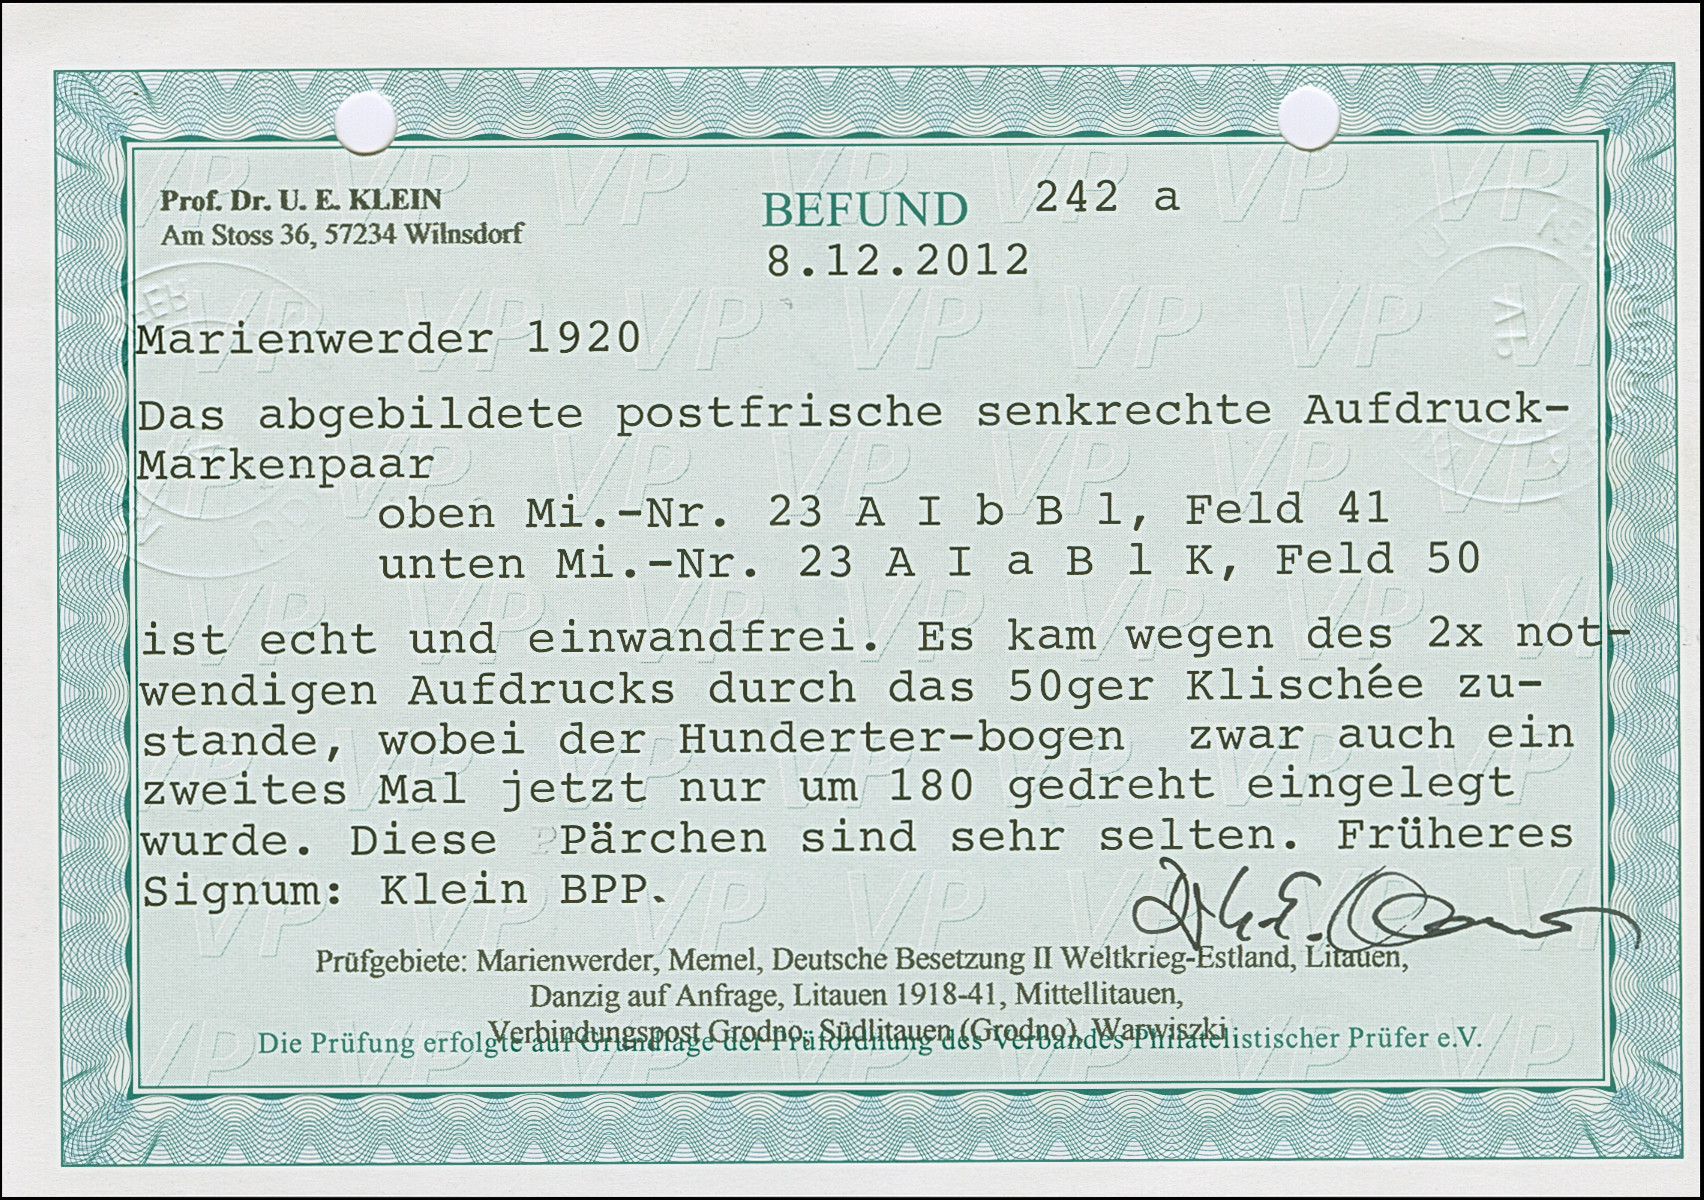 Prof. Dr. U. E. KLEIN
Am Stoss 36, 57234 Wilnsdorf
BEFUND 242 a
8.12.2012
Marienwerder 1920
Das abgebildete postfrische senkrechte Aufdruck-
Markenpaar
oben Mi.-Nr. 23 A I b B l, Feld 41
unten Mi.-Nr. 23 A I a B l K, Feld 50
ist echt und einwandfrei. Es kam wegen des 2x not-
wendigen Aufdrucks durch das 50ger Klischée zu-
stande, wobei der Hunderter-bogen zwar auch ein
zweites Mal jetzt nur um 180 gedreht eingelegt
wurde. Diese Pärchen sind sehr selten. Früheres
Signum: Klein BPP.
Prüfgebiete: Marienwerder, Memel, Deutsche Besetzung II Weltkrieg-Estland, Litauen,
Danzig auf Anfrage, Litauen 1918-41, Mittellitauen,
Verbindungspost Grodno, Südlitauen (Grodno), Warwiszki
Die Prüfung erfolgte auf Grundlage der Prüfordnung des Verbandes Philatelistischer Prüfer e.V.